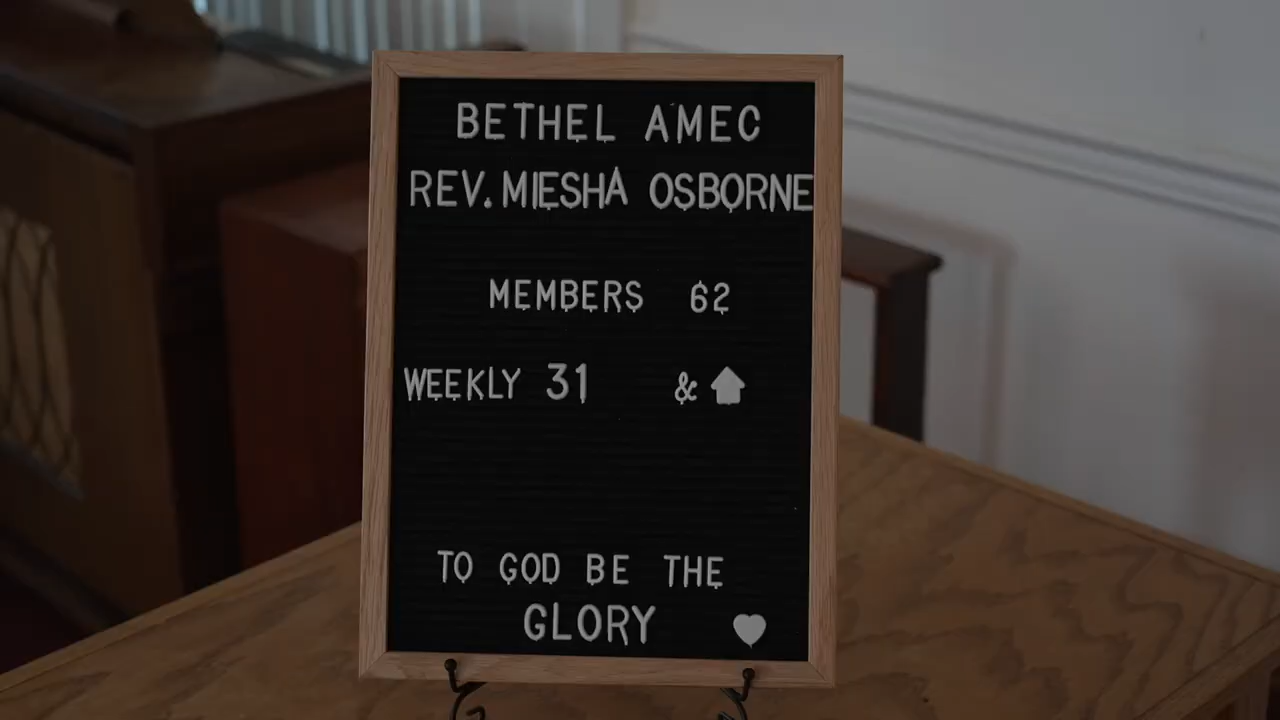 BETHEL AMEC
REV. MIESHA OSBORNE
MEMBERS 62
WEEKLY 31 &
TO GOD BE THE
GLORY